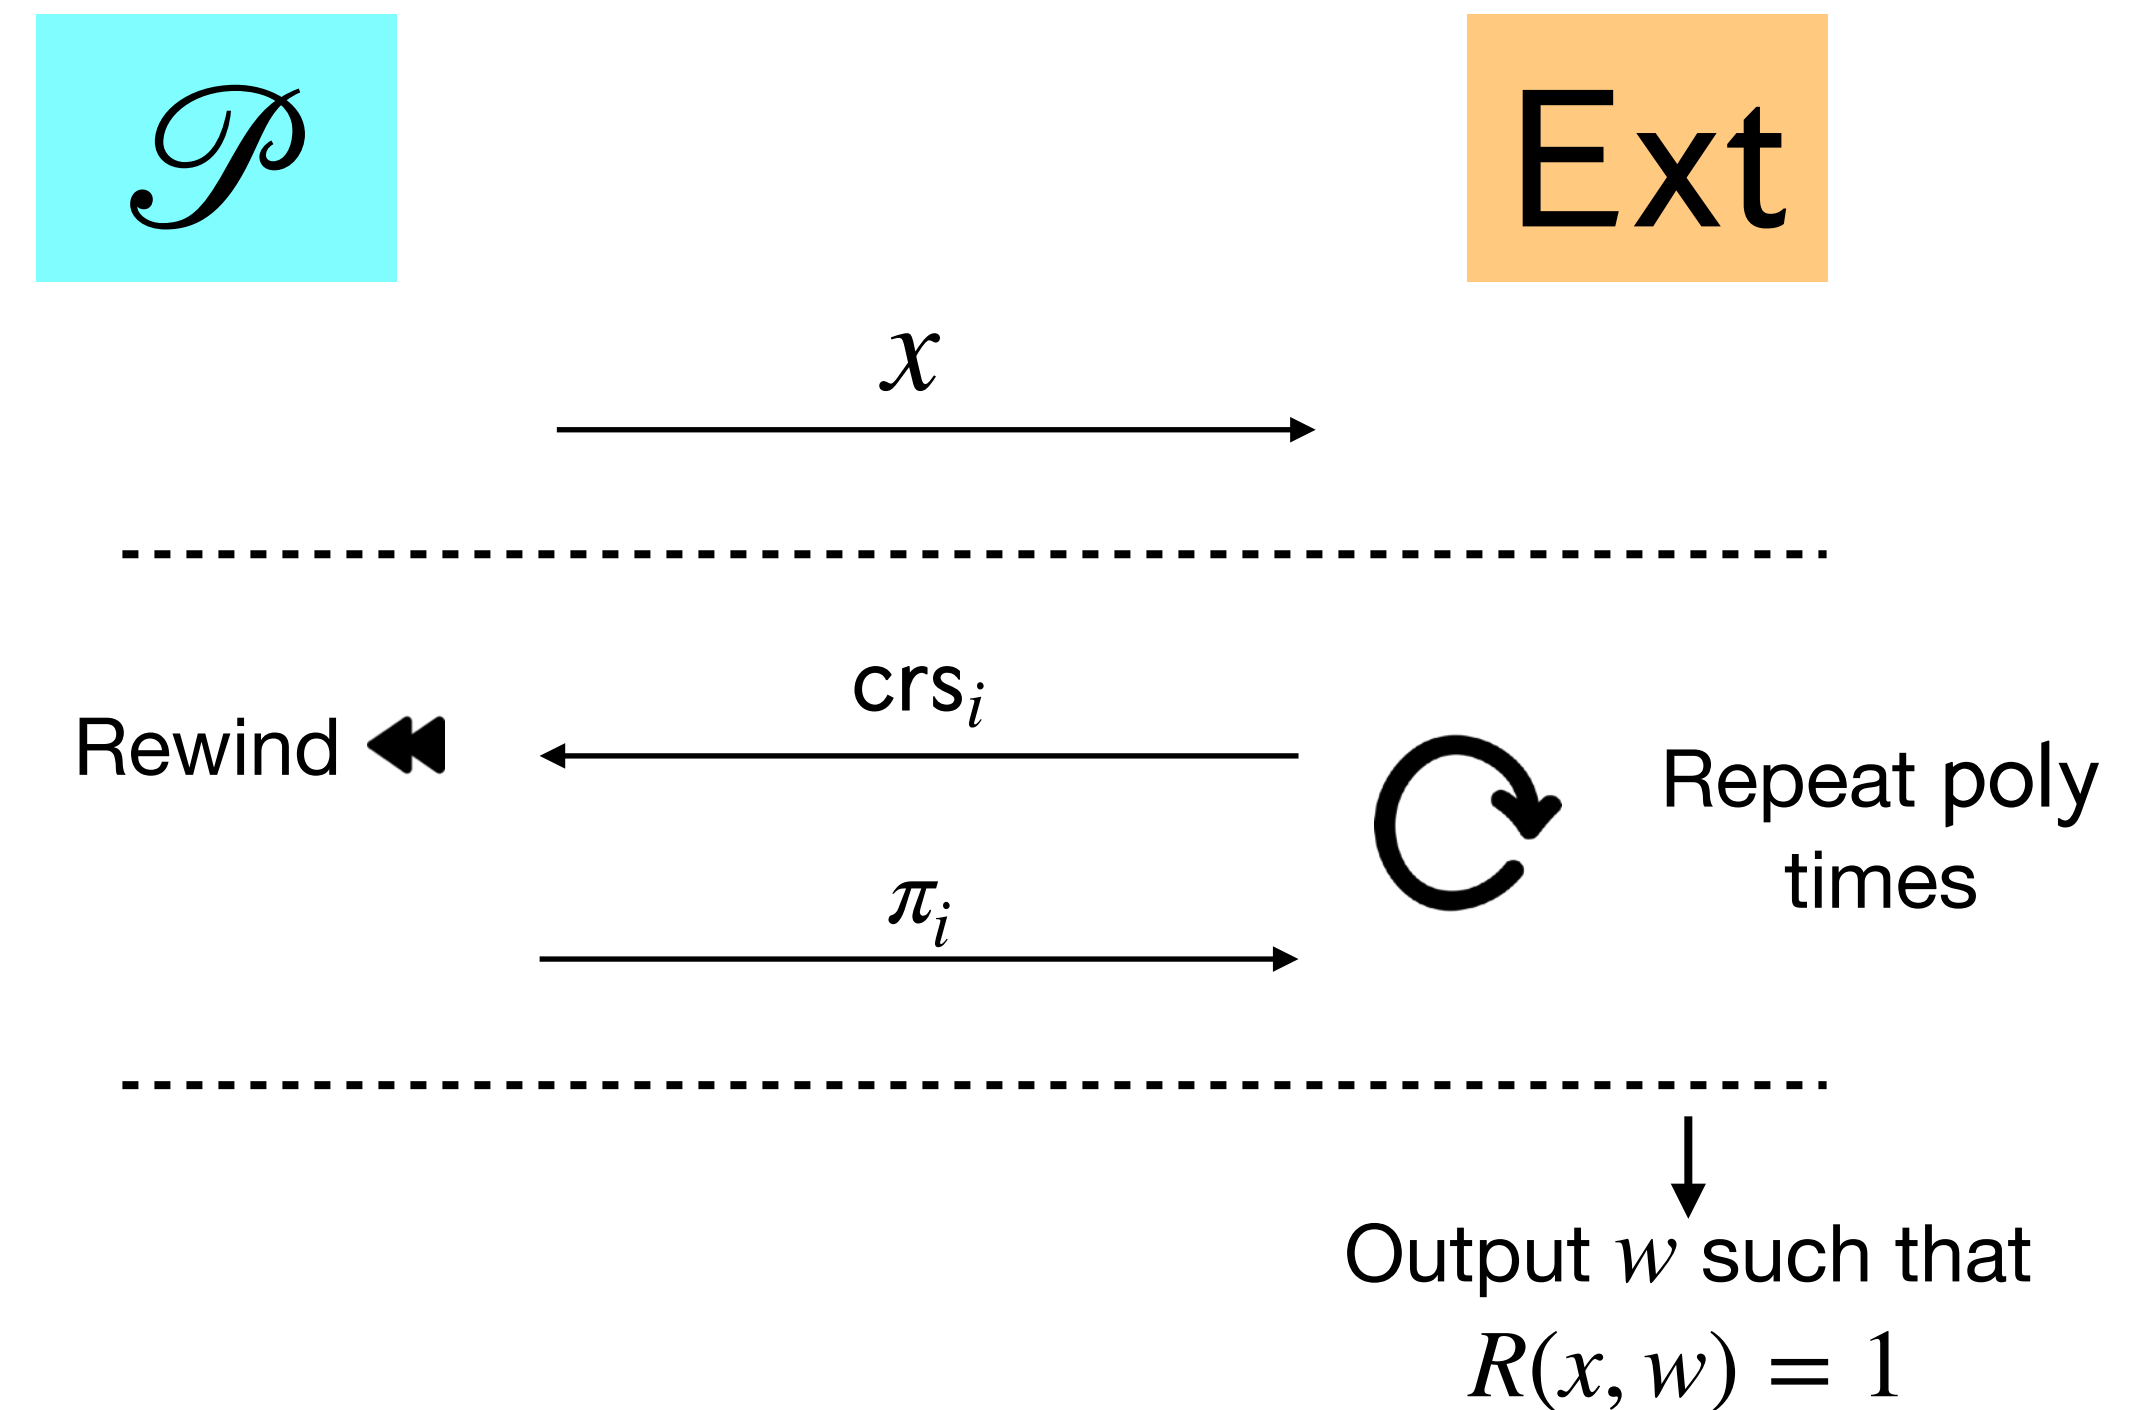 𝒫
Ext
x
crsᵢ
Rewind
πᵢ
Repeat poly
times
Output w such that
R(x, w) = 1